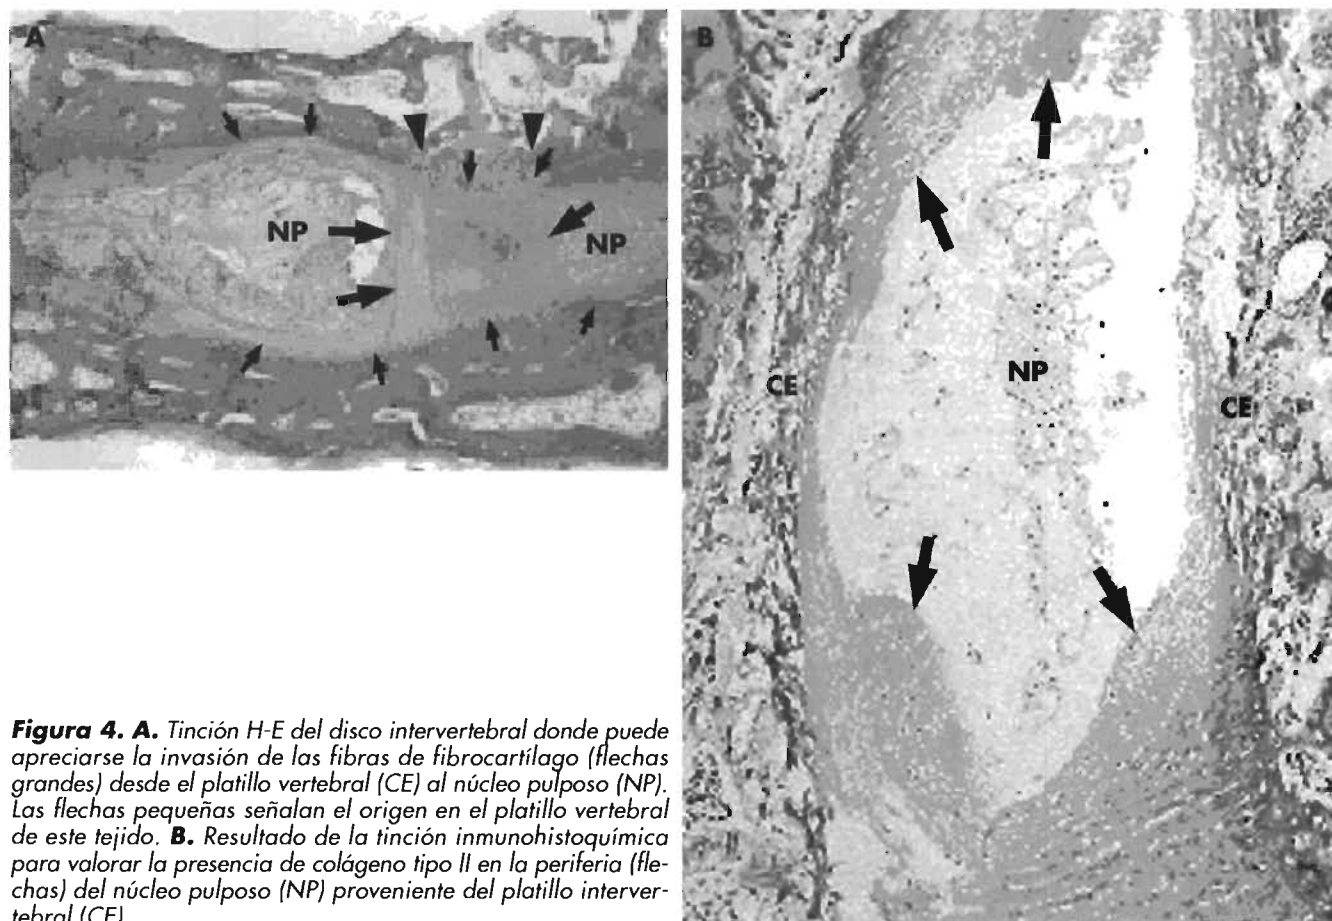 A
NP
NP
B
CE
NP
CE
Figura 4. A. Tinción H-E del disco intervertebral donde puede
apreciarse la invasión de las fibras de fibrocartílago (flechas
grandes) desde el platillo vertebral (CE) al núcleo pulposo (NP).
Las flechas pequeñas señalan el origen en el platillo vertebral
de este tejido. B. Resultado de la tinción inmunohistoquímica
para valorar la presencia de colágeno tipo II en la periferia (fle-
chas) del núcleo pulposo (NP) proveniente del platillo interver-
tebral (CE)